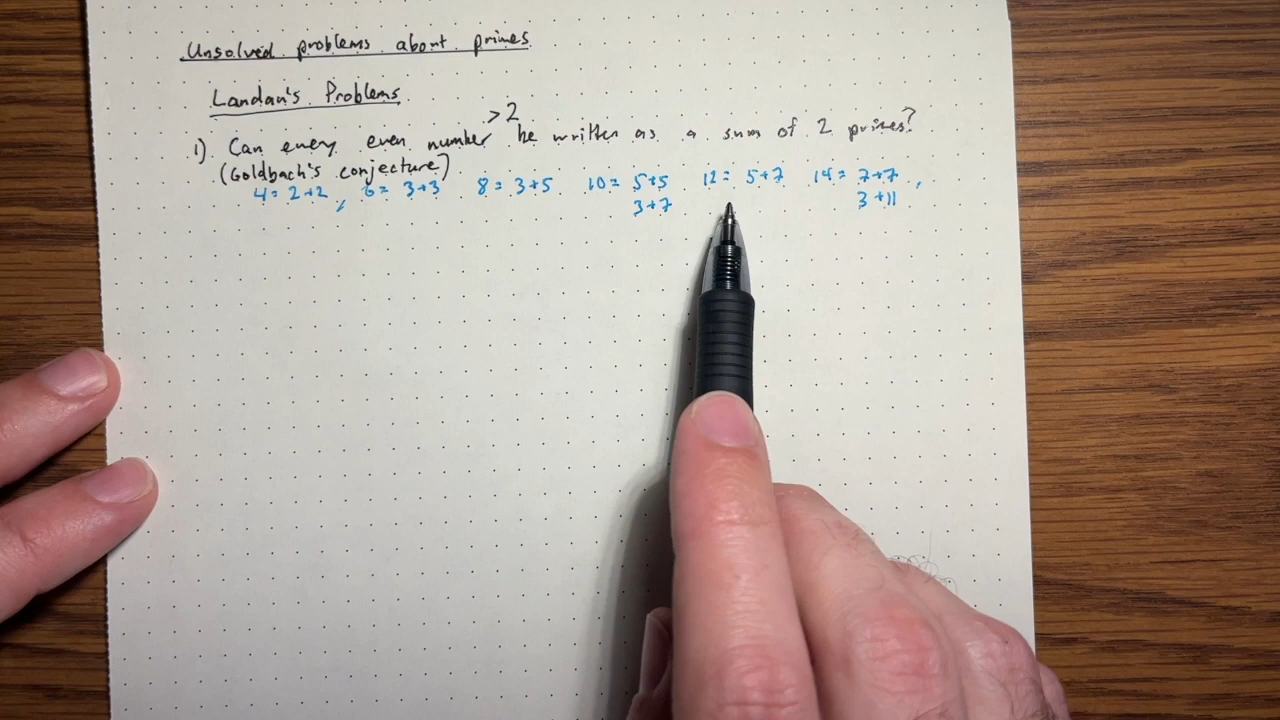 Unsolved problems about primes
Landau's Problems
>2
1) Can every even number be written as a sum of 2 primes?
(Goldbach's conjecture)
4 = 2+2, 6 = 3+3 8 = 3+5 10 = 5+5 12 = 5+7 14 = 7+7,
3+7 3+11